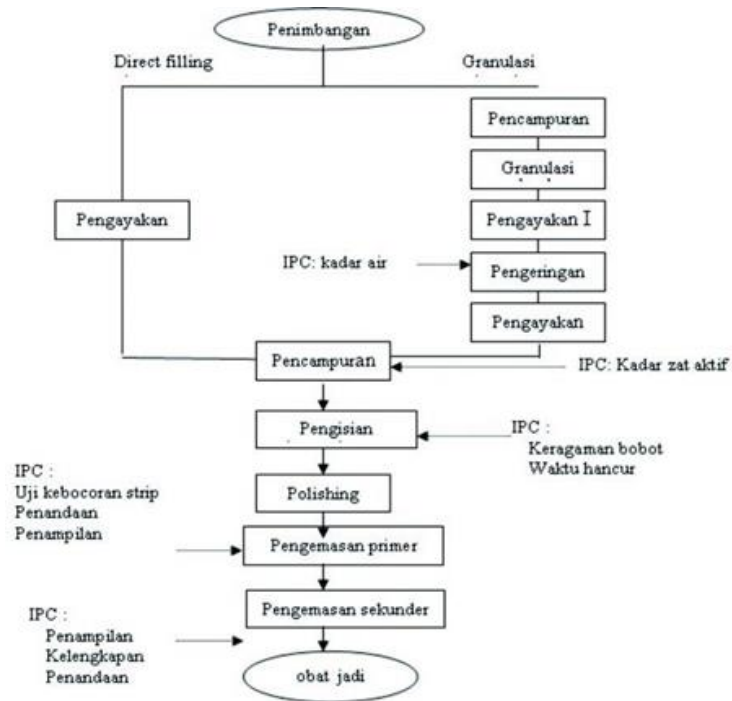 Penimbangan
Direct filling
Granulasi
Pencampuran
Granulasi
Pengayakan
Pengayakan I
IPC: kadar air
Pengeringan
Pengayakan
Pencampuran
IPC: Kadar zat aktif
Pengisian
IPC :
Keragaman bobot
Waktu hancur
IPC :
Uji kebocoran strip
Penandaan
Penampilan
Polishing
Pengemasan primer
Pengemasan sekunder
IPC :
Penampilan
Kelengkapan
Penandaan
obat jadi